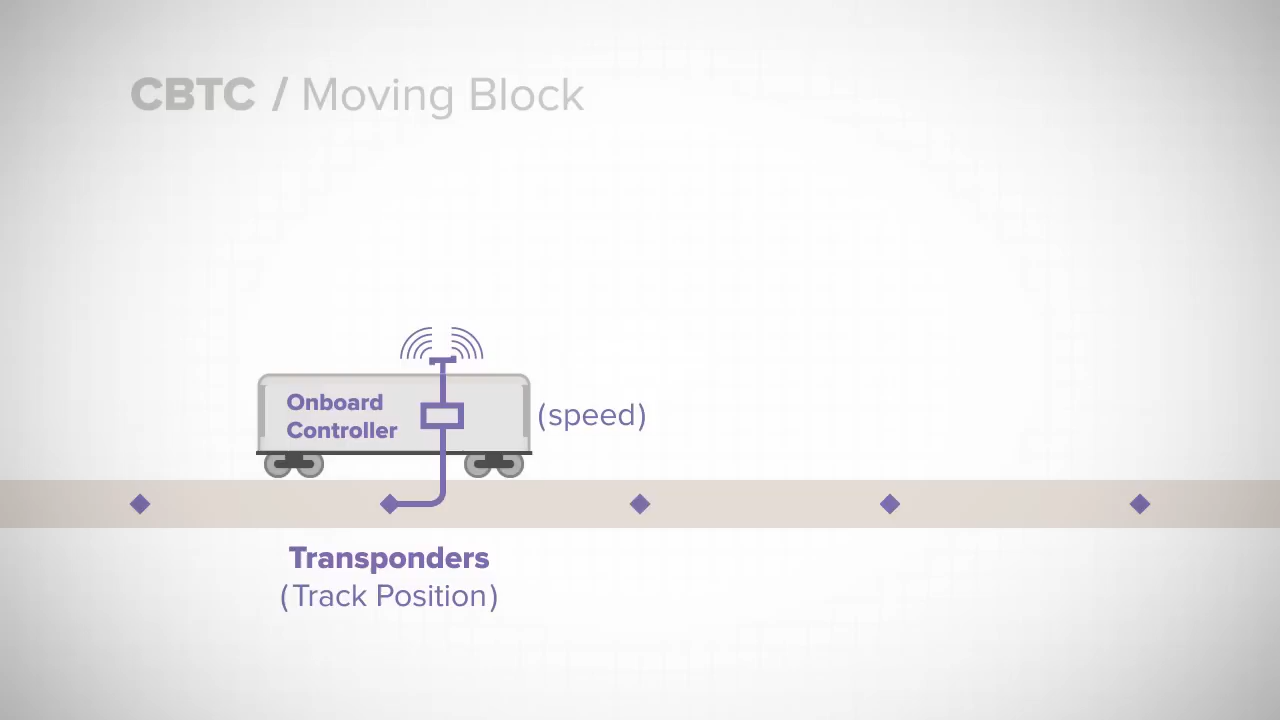 CBTC / Moving Block
Onboard
Controller
(speed)
Transponders
(Track Position)